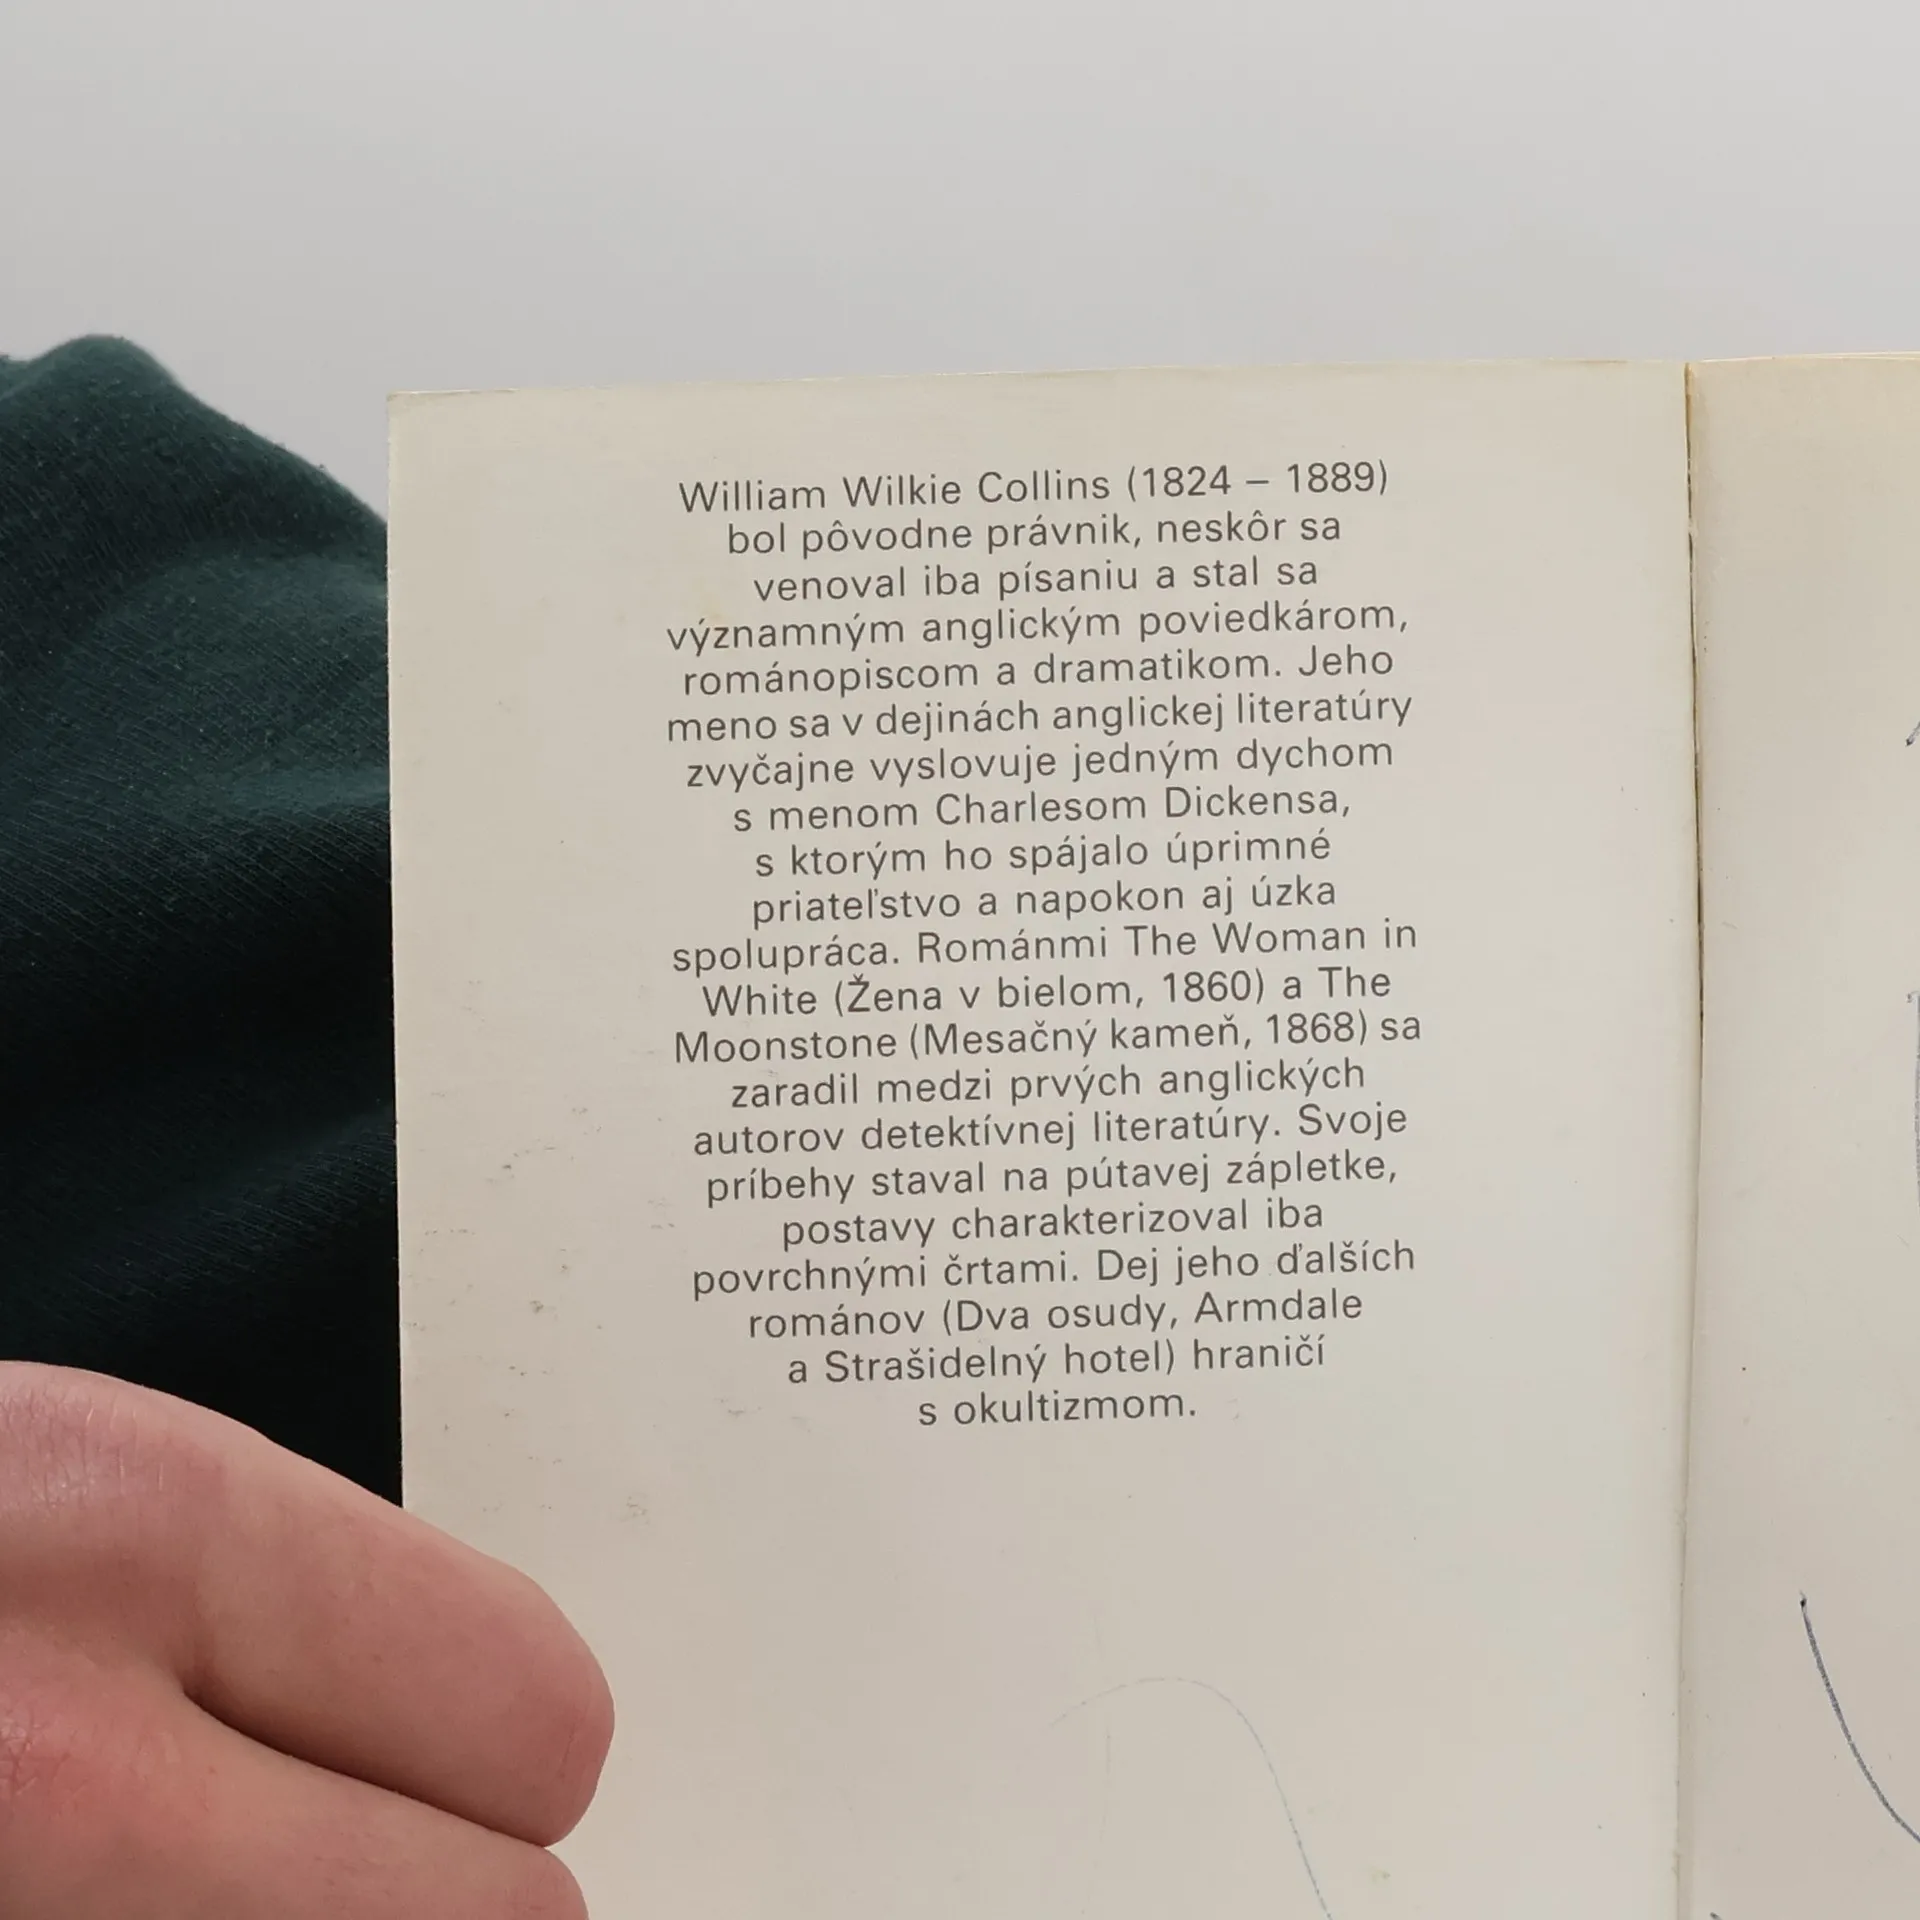 William Wilkie Collins (1824 – 1889)
bol pôvodne právnik, neskôr sa
venoval iba písaniu a stal sa
významným anglickým poviedkárom,
románopiscom a dramatikom. Jeho
meno sa v dejinách anglickej literatúry
zvyčajne vyslovuje jedným dychom
s menom Charlesom Dickensa,
s ktorým ho spájalo úprimné
priateľstvo a napokon aj úzka
spolupráca. Románmi The Woman in
White (Žena v bielom, 1860) a The
Moonstone (Mesačný kameň, 1868) sa
zaradil medzi prvých anglických
autorov detektívnej literatúry. Svoje
príbehy staval na pútavej zápletke,
postavy charakterizoval iba
povrchnými črtami. Dej jeho ďalších
románov (Dva osudy, Armdale
a Strašidelný hotel) hraničí
s okultizmom.